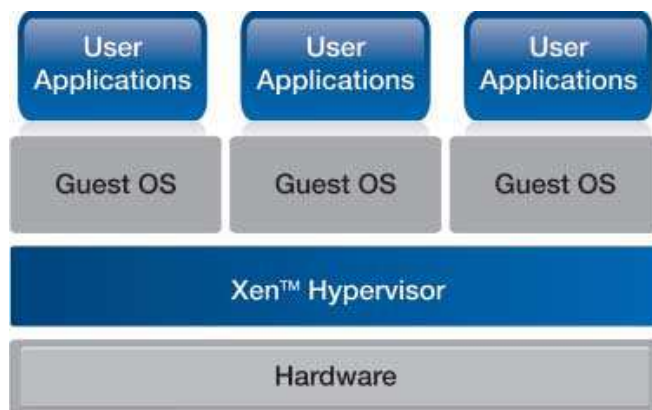 User
Applications
User
Applications
User
Applications
Guest OS
Guest OS
Guest OS
Xen™ Hypervisor
Hardware